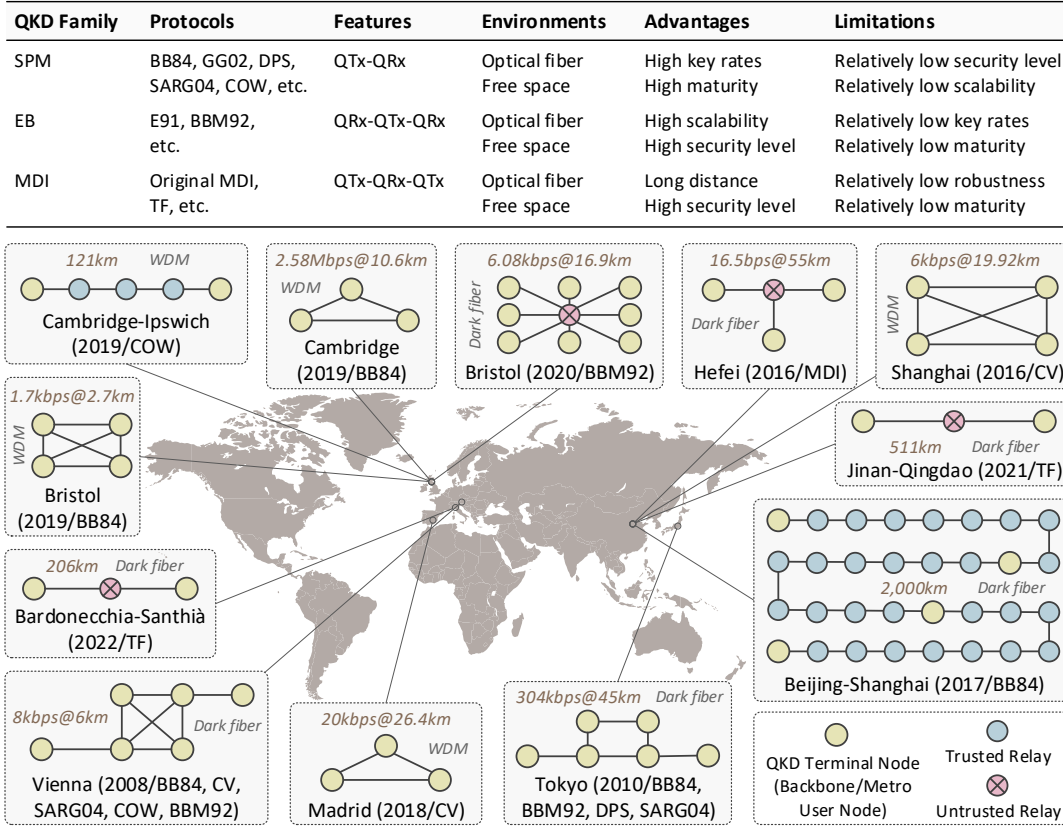 QKD Family Protocols Features Environments Advantages Limitations
SPM BB84, GG02, DPS, QTx-QRx Optical fiber High key rates Relatively low security level
SARG04, COW, etc. Free space High maturity Relatively low scalability
EB E91, BBM92, QRx-QTx-QRx Optical fiber High scalability Relatively low key rates
etc. Free space High security level Relatively low maturity
MDI Original MDI, QTx-QRx-QTx Optical fiber Long distance Relatively low robustness
TF, etc. Free space High security level Relatively low maturity
121km WDM
Cambridge-Ipswich
(2019/COW)
2.58Mbps@10.6km
WDM
Cambridge
(2019/BB84)
6.08kbps@16.9km
Dark fiber
Bristol (2020/BBM92)
16.5bps@55km
Dark fiber
Hefei (2016/MDI)
6kbps@19.92km
WDM
Shanghai (2016/CV)
1.7kbps@2.7km
WDM
Bristol
(2019/BB84)
511km Dark fiber
Jinan-Qingdao (2021/TF)
206km Dark fiber
Bardonecchia-Santhià
(2022/TF)
2,000km Dark fiber
Beijing-Shanghai (2017/BB84)
8kbps@6km
Dark fiber
Vienna (2008/BB84, CV,
SARG04, COW, BBM92)
20kbps@26.4km
WDM
Madrid (2018/CV)
304kbps@45km Dark fiber
Tokyo (2010/BB84,
BBM92, DPS, SARG04)
QKD Terminal Node
(Backbone/Metro
User Node)
Trusted Relay
Untrusted Relay